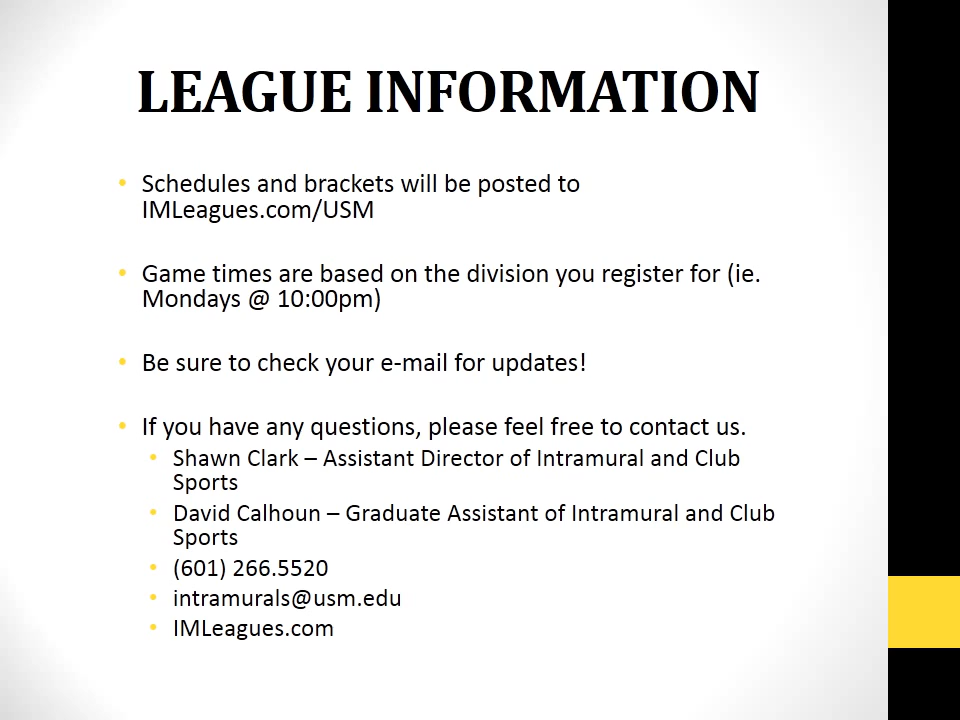 LEAGUE INFORMATION
• Schedules and brackets will be posted to
IMLeagues.com/USM
• Game times are based on the division you register for (ie.
Mondays @ 10:00pm)
• Be sure to check your e-mail for updates!
• If you have any questions, please feel free to contact us.
• Shawn Clark – Assistant Director of Intramural and Club
Sports
• David Calhoun – Graduate Assistant of Intramural and Club
Sports
• (601) 266.5520
• intramurals@usm.edu
• IMLeagues.com